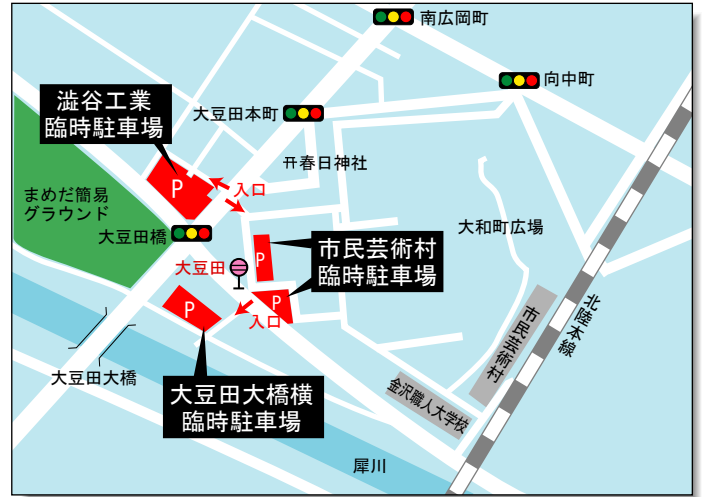 南広岡町
向中町
澁谷工業
臨時駐車場
大豆田本町
春日神社
P
入口
まめだ簡易
グラウンド
大豆田橋
大和町広場
市民芸術村
臨時駐車場
P
大豆田
P
P
入口
北陸本線
市民芸術村
大豆田大橋
大豆田大橋横
臨時駐車場
金沢職人大学校
犀川